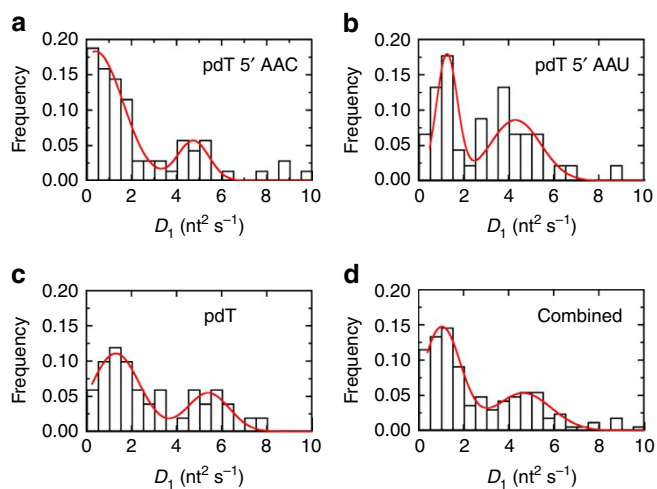 a
pdT 5′ AAC
0.20
0.15
0.10
0.05
0.00
Frequency
0 2 4 6 8 10
D1 (nt² s⁻¹)
b
pdT 5′ AAU
0.20
0.15
0.10
0.05
0.00
Frequency
0 2 4 6 8 10
D1 (nt² s⁻¹)
c
pdT
0.20
0.15
0.10
0.05
0.00
Frequency
0 2 4 6 8 10
D1 (nt² s⁻¹)
d
Combined
0.20
0.15
0.10
0.05
0.00
Frequency
0 2 4 6 8 10
D1 (nt² s⁻¹)